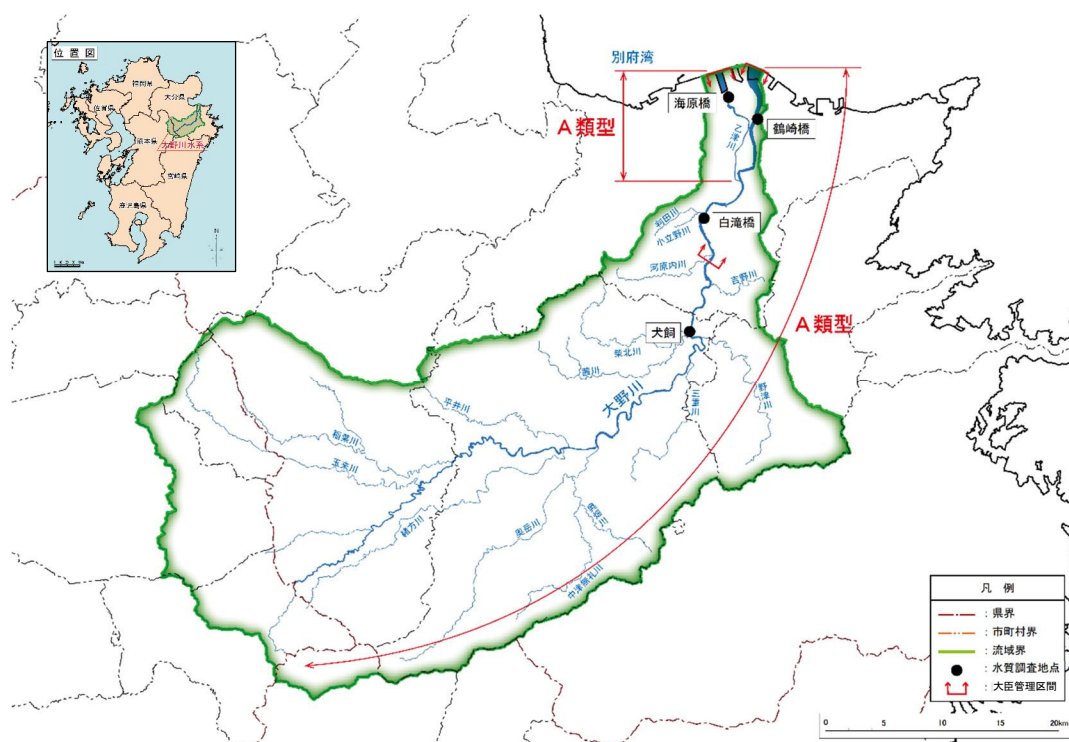 位置図
福岡県
大分県
佐賀県
熊本県
大野川水系
宮崎県
鹿児島県
N
別府湾
海原橋
A類型
乙津川
鶴崎橋
白滝橋
判田川
小立野川
河原内川
吉野川
A類型
犬飼
柴北川
茜川
大野川
三重川
野津川
平井川
稲葉川
玉来川
緒方川
奥岳川
中津無礼川
凡例
：県界
：市町村界
：流域界
：水質調査地点
：大臣管理区間
0 5 10 15 20km